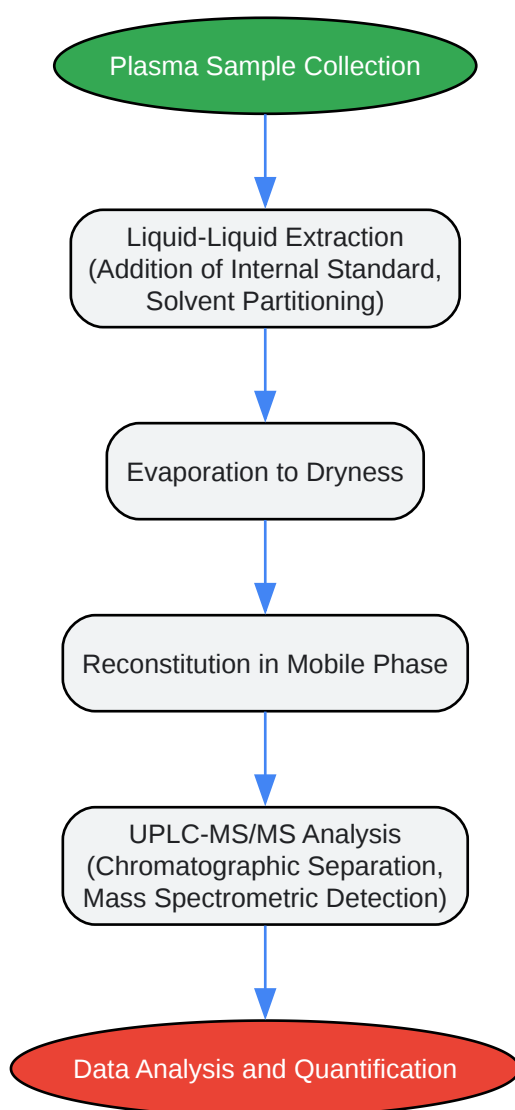 Plasma Sample Collection
Liquid-Liquid Extraction
(Addition of Internal Standard,
Solvent Partitioning)
Evaporation to Dryness
Reconstitution in Mobile Phase
UPLC-MS/MS Analysis
(Chromatographic Separation,
Mass Spectrometric Detection)
Data Analysis and Quantification